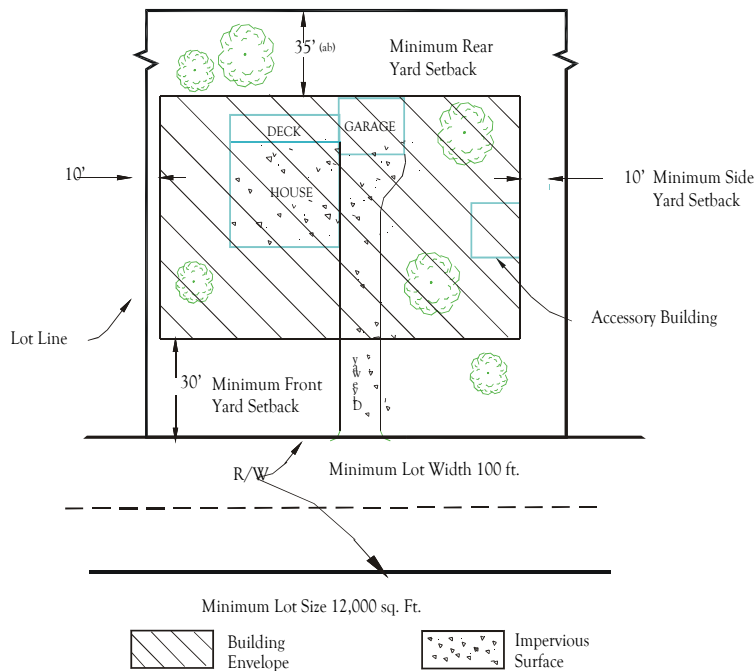 35’ (ab)
Minimum Rear
Yard Setback
DECK
GARAGE
10’
HOUSE
10’ Minimum Side
Yard Setback
Accessory Building
Lot Line
30’
Minimum Front
Yard Setback
Driveway
R/W
Minimum Lot Width 100 ft.
Minimum Lot Size 12,000 sq. Ft.
Building
Envelope
Impervious
Surface